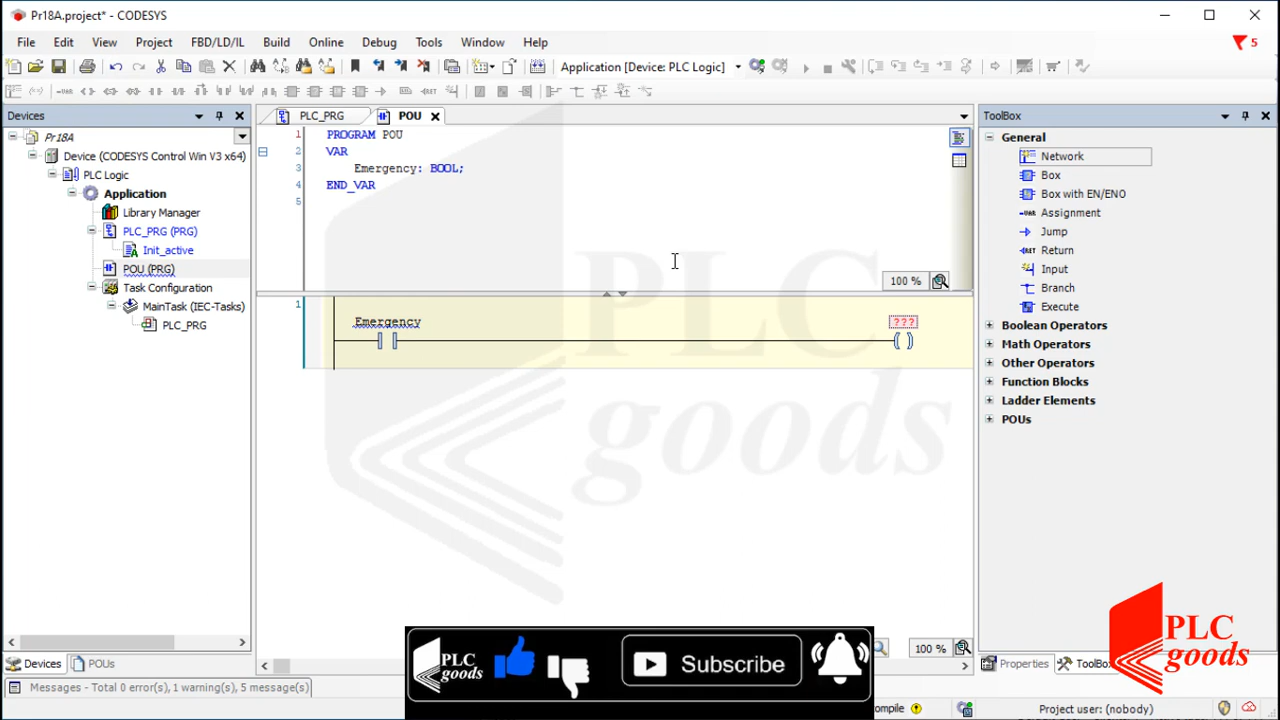 Pr18A.project* - CODESYS
File Edit View Project FBD/LD/IL Build Online Debug Tools Window Help
5
Application [Device: PLC Logic]
Devices
Pr18A
Device (CODESYS Control Win V3 x64)
PLC Logic
Application
Library Manager
PLC_PRG (PRG)
Init_active
POU (PRG)
Task Configuration
MainTask (IEC-Tasks)
PLC_PRG
Devices
POUs
PLC_PRG
POU
1 PROGRAM POU
2 VAR
3 Emergency: BOOL;
4 END_VAR
5
100 %
1
Emergency
???
PLC
goods
100 %
ToolBox
General
Network
Box
Box with EN/ENO
Assignment
Jump
Return
Input
Branch
Execute
Boolean Operators
Math Operators
Other Operators
Function Blocks
Ladder Elements
POUs
Properties
ToolBo
PLC
goods
PLC
goods
Subscribe
Messages - Total 0 error(s), 1 warning(s), 5 message(s)
compile
Project user: (nobody)